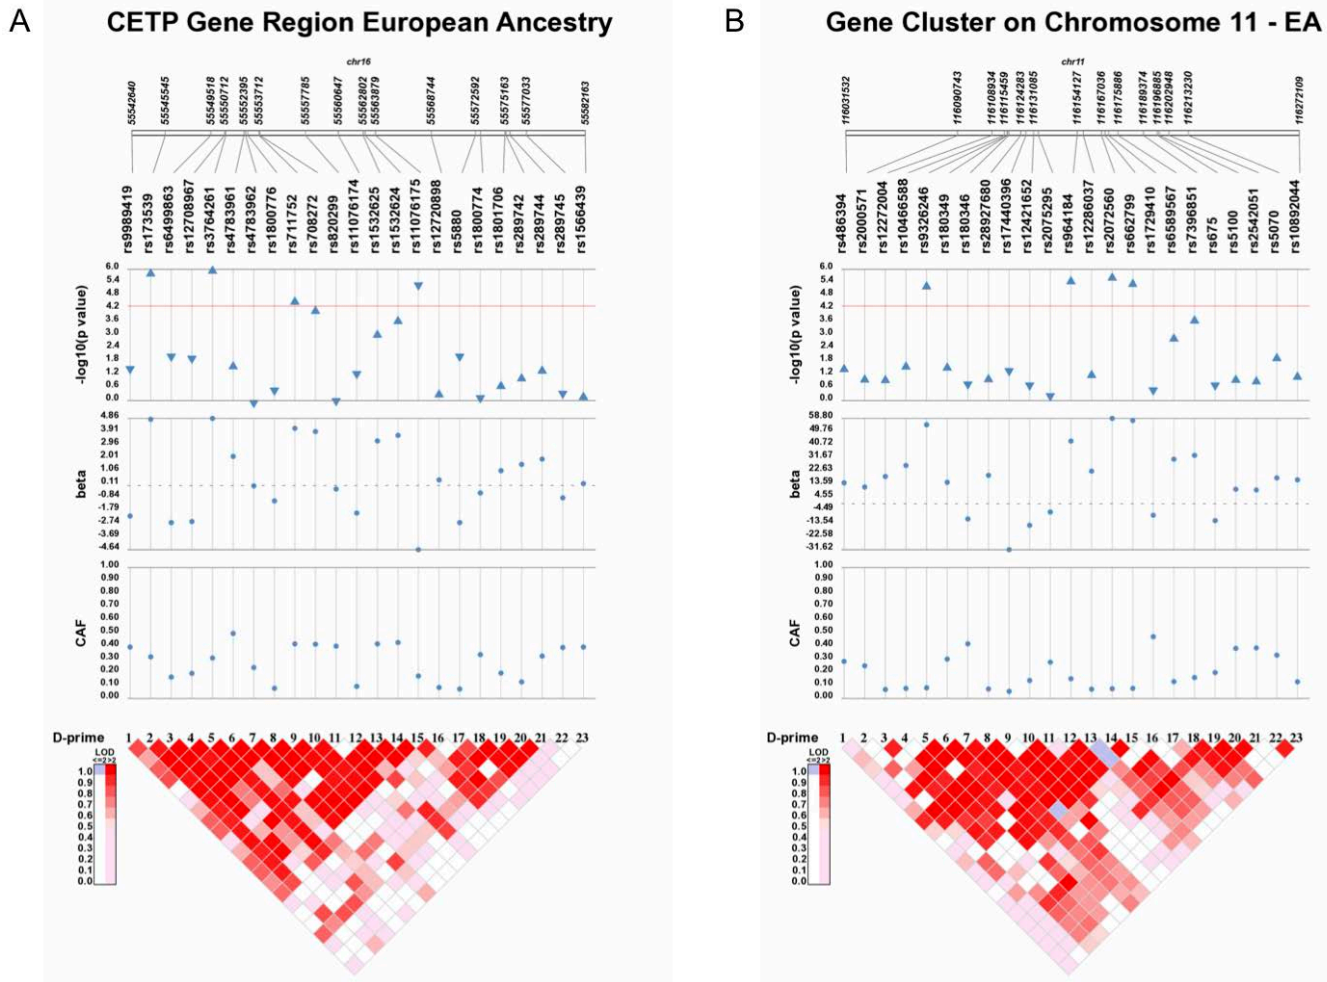 A
CETP Gene Region European Ancestry
chr16
55542640
55545545
55549518
55550712
55552395
55553712
55557785
55560647
55562802
55563879
55568744
55572592
55575163
55577033
55582163
rs9989419
rs173539
rs6499863
rs12708967
rs3764261
rs4783961
rs4783962
rs1800776
rs711752
rs708272
rs820299
rs11076174
rs1532625
rs1532624
rs11076175
rs12720898
rs5880
rs1800774
rs1801706
rs289742
rs289744
rs289745
rs1566439
-log10(p value)
6.0
5.4
4.8
4.2
3.6
3.0
2.4
1.8
1.2
0.6
0.0
beta
4.86
3.91
2.96
2.01
1.06
0.11
-0.84
-1.79
-2.74
-3.69
-4.64
CAF
1.00
0.90
0.80
0.70
0.60
0.50
0.40
0.30
0.20
0.10
0.00
D-prime
1 2 3 4 5 6 7 8 9 10 11 12 13 14 15 16 17 18 19 20 21 22 23
LOD
<=2 >2
1.0
0.9
0.8
0.7
0.6
0.5
0.4
0.3
0.2
0.1
0.0
B
Gene Cluster on Chromosome 11 - EA
chr11
116031532
116090743
116108934
116115459
116124283
116131085
116154127
116167036
116175886
116189374
116196885
116202948
116213230
116272109
rs486394
rs2000571
rs12272004
rs10466588
rs9326246
rs180349
rs180346
rs28927680
rs17440396
rs12421652
rs2075295
rs964184
rs12286037
rs2072560
rs662799
rs1729410
rs6589567
rs7396851
rs675
rs5100
rs2542051
rs5070
rs10892044
-log10(p value)
6.0
5.4
4.8
4.2
3.6
3.0
2.4
1.8
1.2
0.6
0.0
beta
58.80
49.76
40.72
31.67
22.63
13.59
4.55
-4.49
-13.54
-22.58
-31.62
CAF
1.00
0.90
0.80
0.70
0.60
0.50
0.40
0.30
0.20
0.10
0.00
D-prime
1 2 3 4 5 6 7 8 9 10 11 12 13 14 15 16 17 18 19 20 21 22 23
LOD
<=2 >2
1.0
0.9
0.8
0.7
0.6
0.5
0.4
0.3
0.2
0.1
0.0